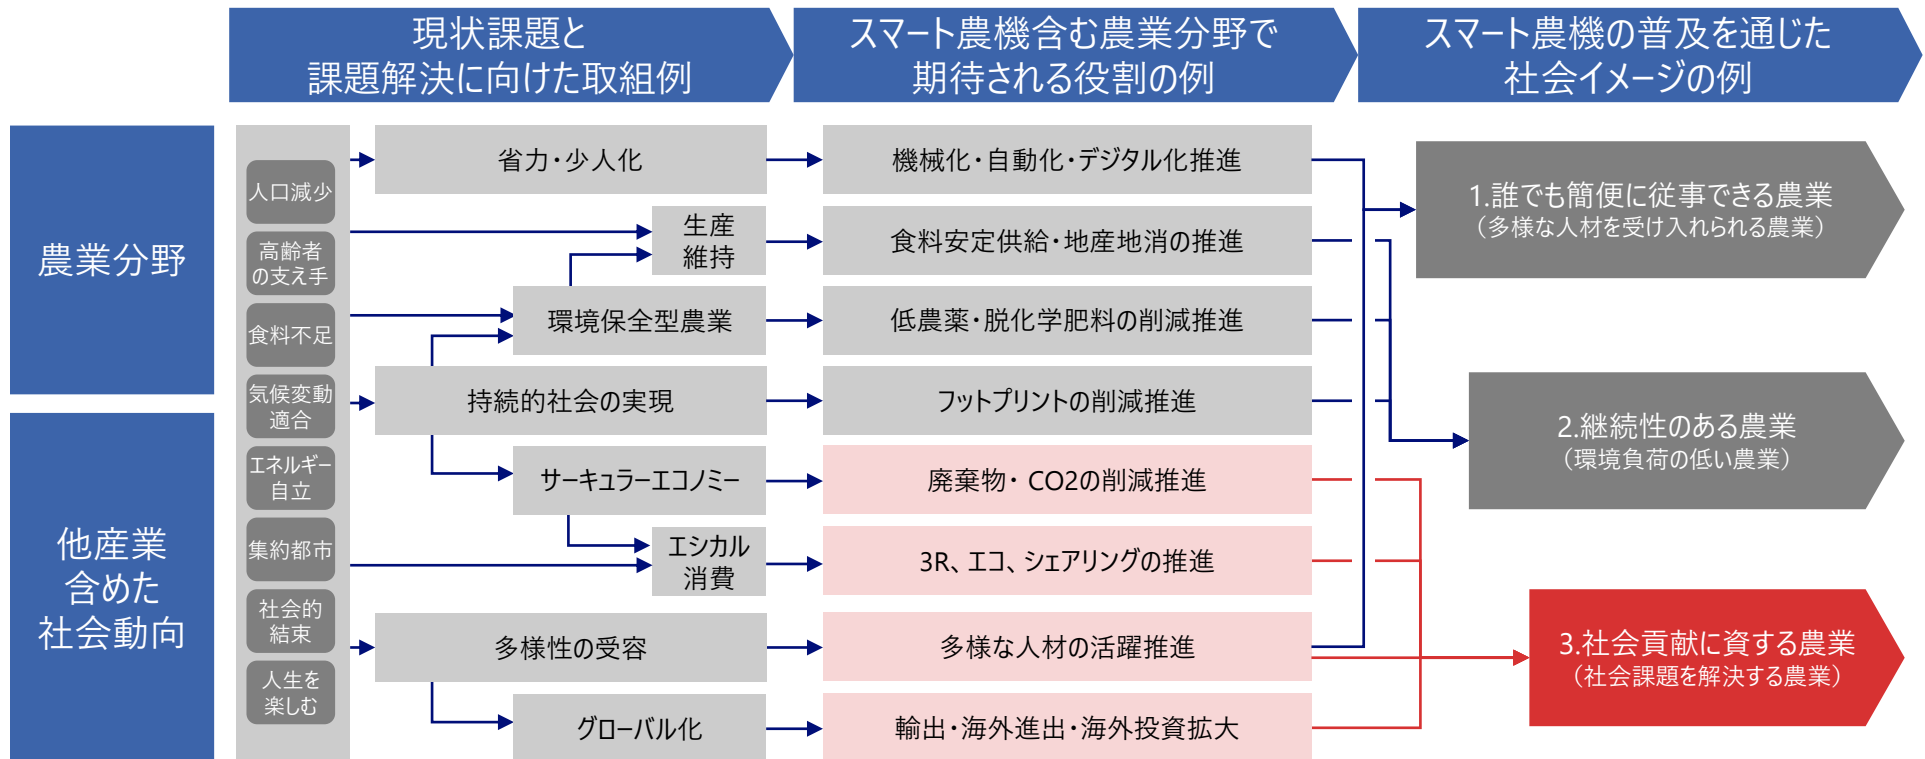 現状課題と
課題解決に向けた取組例
スマート農機含む農業分野で
期待される役割の例
スマート農機の普及を通じた
社会イメージの例
農業分野
他産業
含めた
社会動向
人口減少
高齢者
の支え手
食料不足
気候変動
適合
エネルギー
自立
集約都市
社会的
結束
人生を
楽しむ
省力・少人化
生産
維持
環境保全型農業
持続的社会の実現
サーキュラーエコノミー
エシカル
消費
多様性の受容
グローバル化
機械化・自動化・デジタル化推進
食料安定供給・地産地消の推進
低農薬・脱化学肥料の削減推進
フットプリントの削減推進
廃棄物・ CO2の削減推進
3R、エコ、シェアリングの推進
多様な人材の活躍推進
輸出・海外進出・海外投資拡大
1.誰でも簡便に従事できる農業
（多様な人材を受け入れられる農業）
2.継続性のある農業
（環境負荷の低い農業）
3.社会貢献に資する農業
（社会課題を解決する農業）